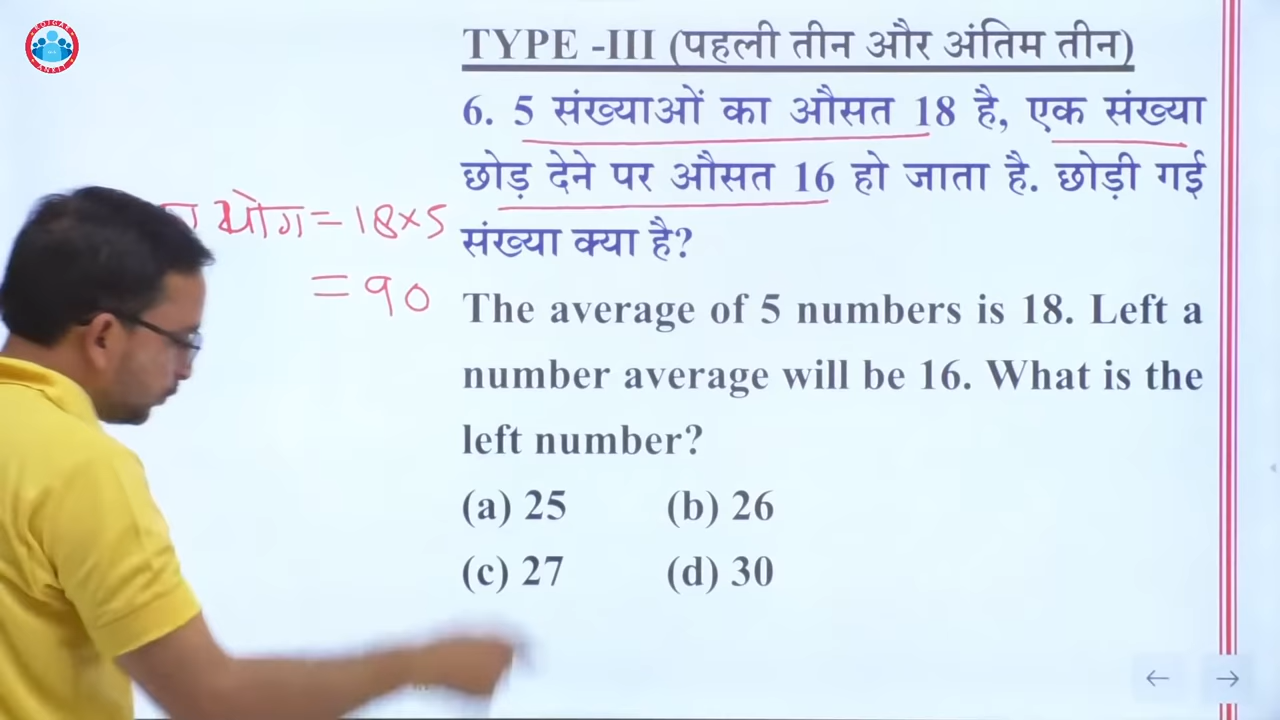 TYPE -III (पहली तीन और अंतिम तीन)
6. 5 संख्याओं का औसत 18 है, एक संख्या
छोड़ देने पर औसत 16 हो जाता है. छोड़ी गई
संख्या क्या है?
योग = 18×5
= 90
The average of 5 numbers is 18. Left a
number average will be 16. What is the
left number?
(a) 25 (b) 26
(c) 27 (d) 30